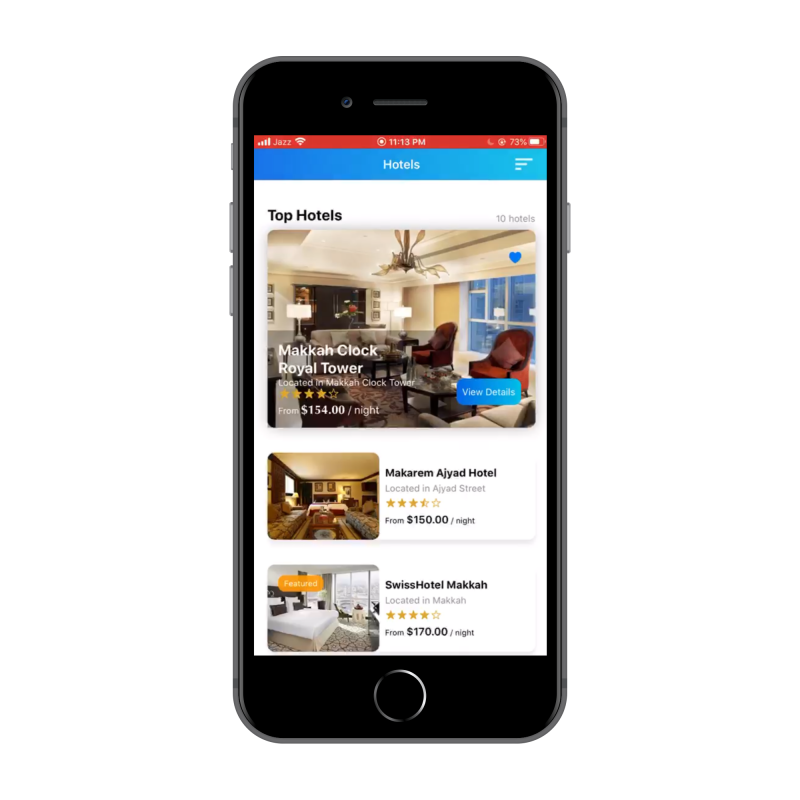 Jazz 11:13 PM 73%
Hotels
Top Hotels 10 hotels
Makkah Clock
Royal Tower
Located In Makkah Clock Tower
View Details
From $154.00 / night
Makarem Ajyad Hotel
Located in Ajyad Street
From $150.00 / night
Featured
SwissHotel Makkah
Located in Makkah
From $170.00 / night